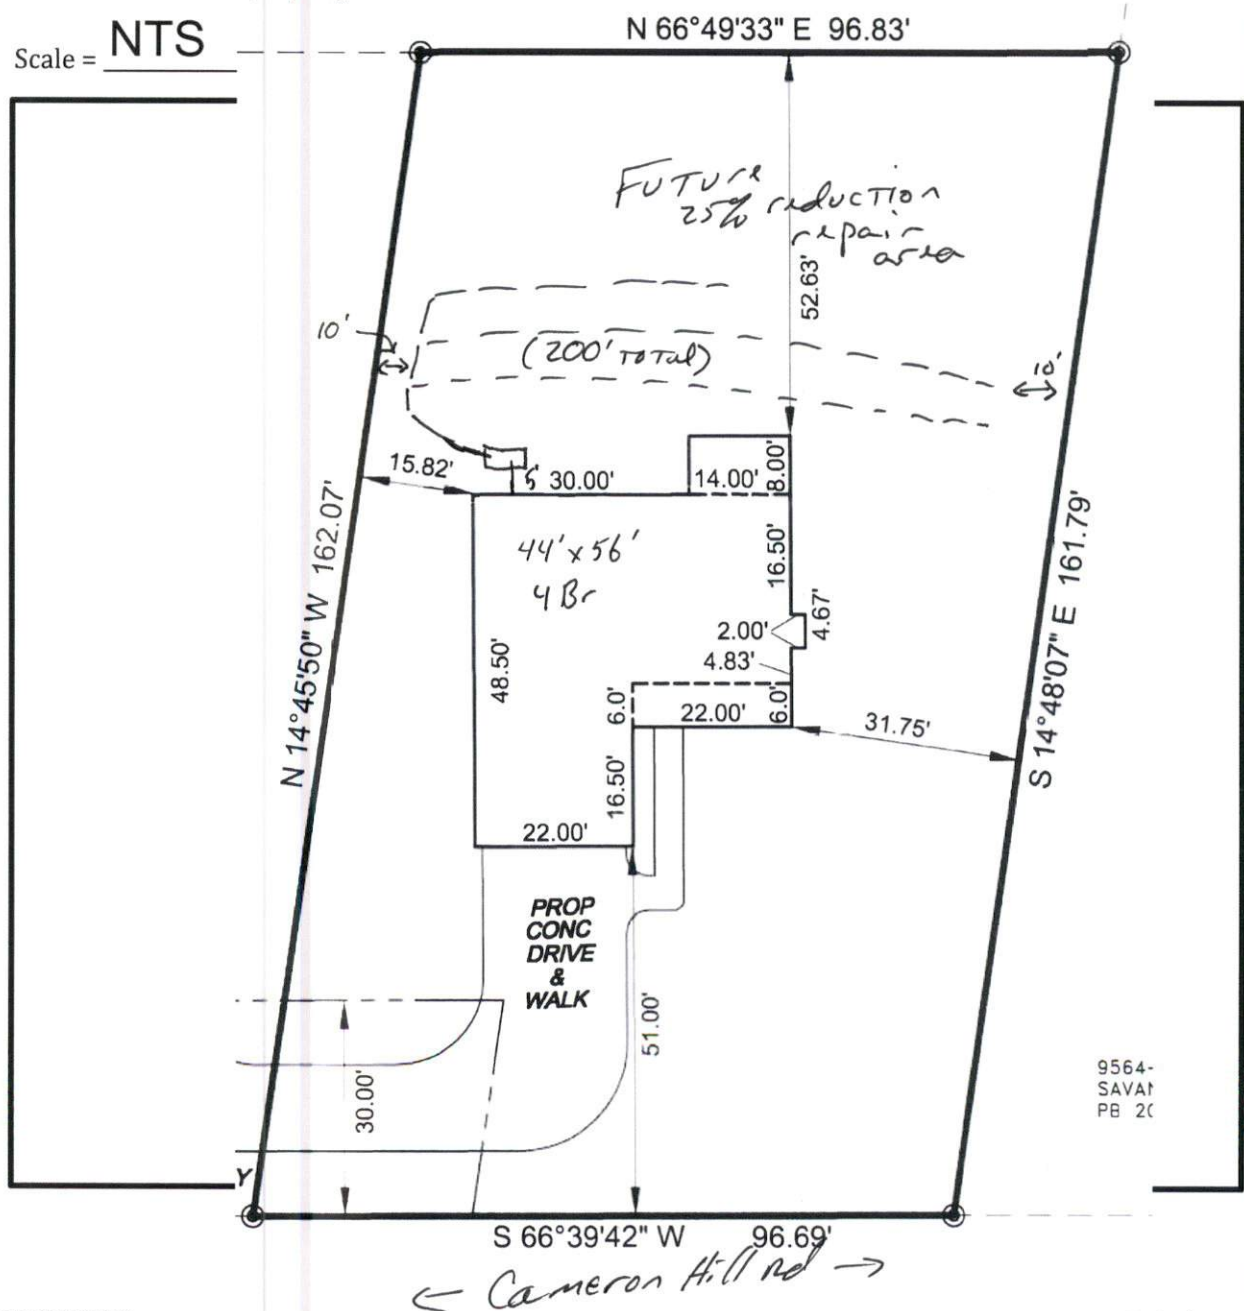 Scale = NTS
N 66°49'33" E 96.83'
Future
25% reduction
repair
area
52.63'
10'
(200' TOTAL)
10'
15.82'
5'
30.00'
14.00'
8.00'
N 14°45'50" W 162.07'
44' x 56'
4 Br
16.50'
S 14°48'07" E 161.79'
2.00'
4.67'
4.83'
48.50'
6.0'
22.00'
6.0'
31.75'
16.50'
22.00'
PROP
CONC
DRIVE
&
WALK
51.00'
30.00'
9564-
SAVAN
PB 20
Y
S 66°39'42" W 96.69'
← Cameron Hill Rd →